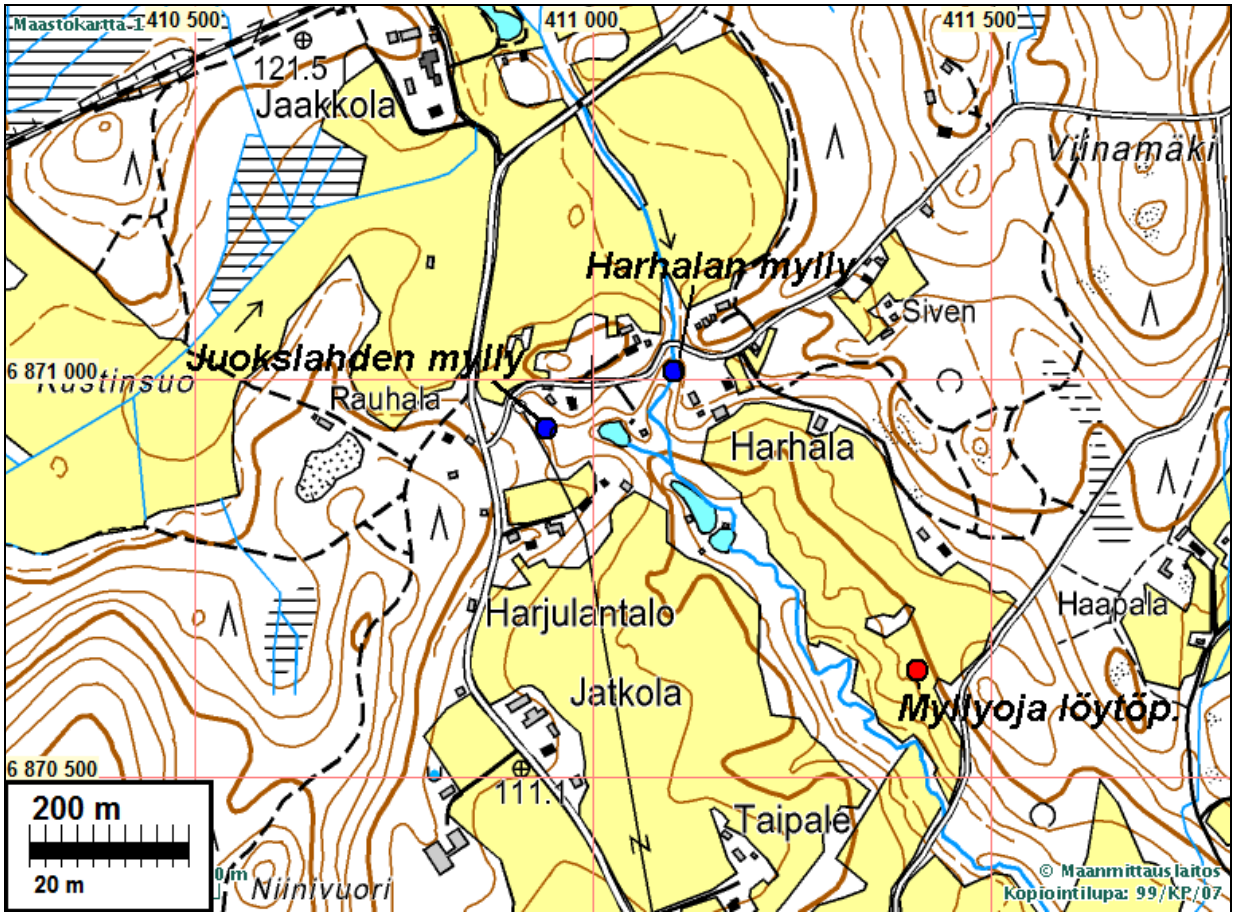 Maastokartta 1
410 500
411 000
411 500
121.5
Jaakkola
Viinamäki
Harhalan mylly
Siven
Juokslahden mylly
6 871 000
Rustinsuo
Rauhala
Harhala
Harjulantalo
Haapala
Jatkola
Myllyoja löytöp.
6 870 500
111.1
200 m
Taipale
20 m
0 m
Niinivuori
© Maanmittauslaitos
Kopiointilupa: 99/KP/07